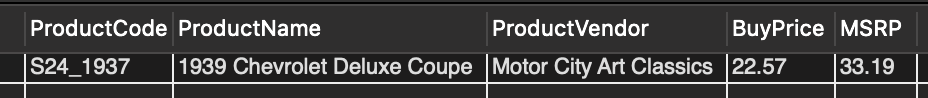 ProductCode ProductName ProductVendor BuyPrice MSRP
S24_1937 1939 Chevrolet Deluxe Coupe Motor City Art Classics 22.57 33.19